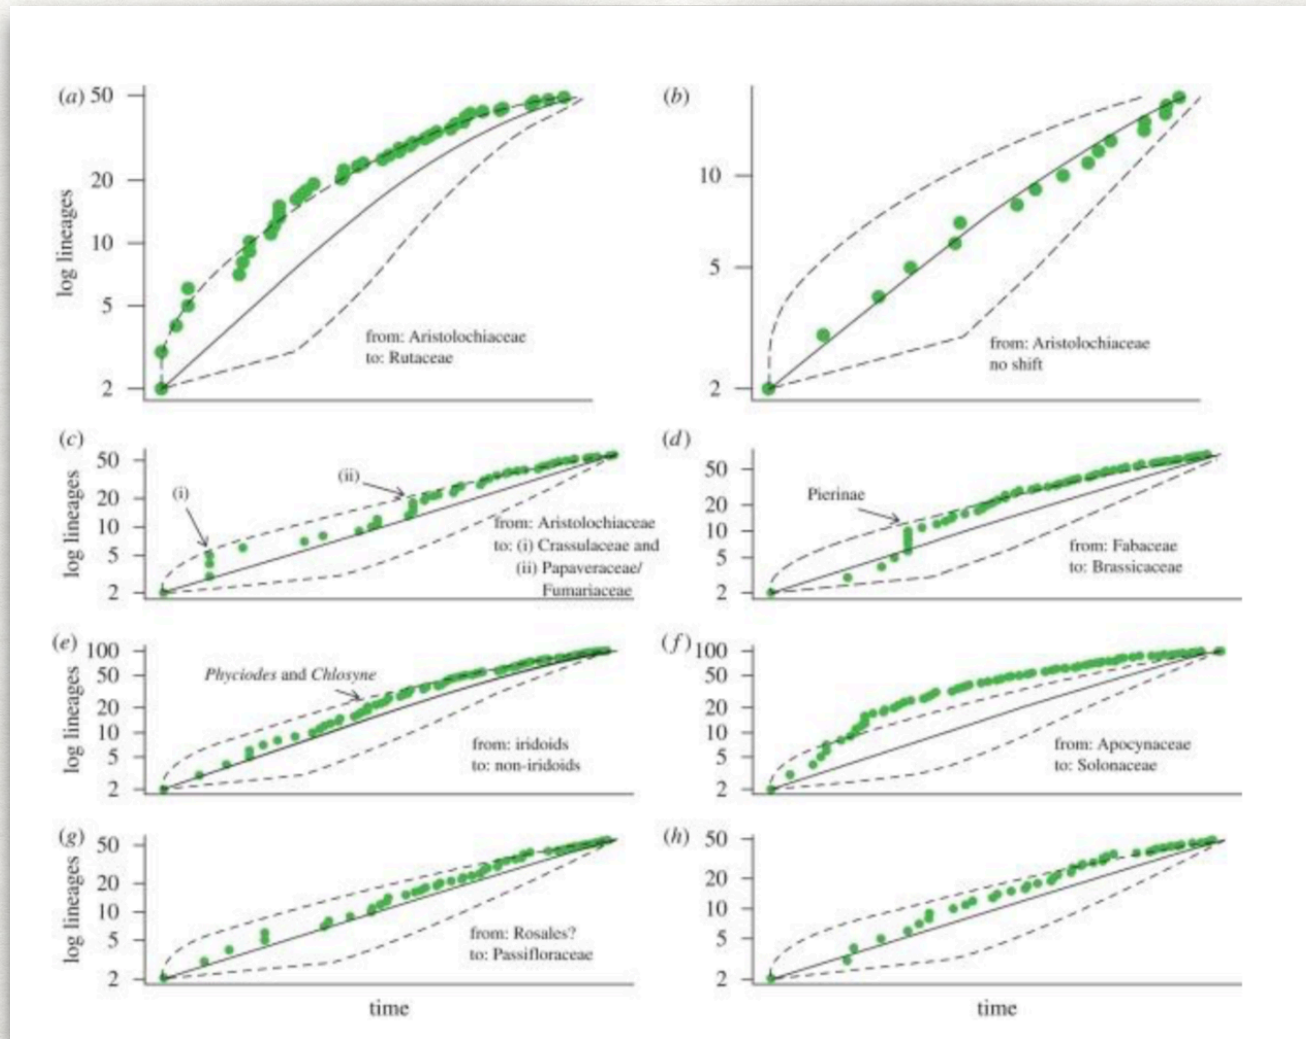 (a)
50
20
10
5
2
log lineages
from: Aristolochiaceae
to: Rutaceae
(b)
10
5
2
from: Aristolochiaceae
no shift
(c)
50
20
10
5
2
log lineages
(i)
(ii)
from: Aristolochiaceae
to: (i) Crassulaceae and
(ii) Papaveraceae/
Fumariaceae
(d)
50
20
10
5
2
Pierinae
from: Fabaceae
to: Brassicaceae
(e)
100
50
20
10
5
2
log lineages
Phyciodes and Chlosyne
from: iridoids
to: non-iridoids
(f)
100
50
20
10
5
2
from: Apocynaceae
to: Solonaceae
(g)
50
20
10
5
2
log lineages
from: Rosales?
to: Passifloraceae
time
(h)
50
20
10
5
2
time